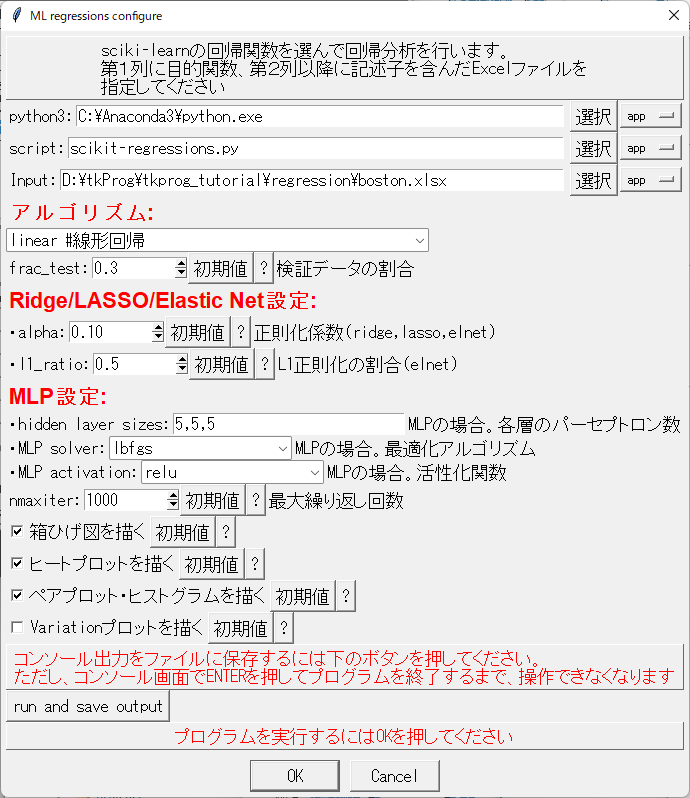 ML regressions configure
sciki-learnの回帰関数を選んで回帰分析を行います。
第１列に目的関数、第２列以降に記述子を含んだExcelファイルを
指定してください
python3: C:¥Anaconda3¥python.exe 選択 app
script: scikit-regressions.py 選択 app
Input: D:¥tkProg¥tkprog_tutorial¥regression¥boston.xlsx 選択 app
アルゴリズム:
linear #線形回帰
frac_test: 0.3 初期値 ? 検証データの割合
Ridge/LASSO/Elastic Net設定:
・alpha: 0.10 初期値 ? 正則化係数(ridge,lasso,elnet)
・l1_ratio: 0.5 初期値 ? L1正則化の割合(elnet)
MLP設定:
・hidden layer sizes: 5,5,5 MLPの場合。各層のパーセプトロン数
・MLP solver: lbfgs MLPの場合。最適化アルゴリズム
・MLP activation: relu MLPの場合。活性化関数
nmaxiter: 1000 初期値 ? 最大繰り返し回数
箱ひげ図を描く 初期値 ?
ヒートプロットを描く 初期値 ?
ペアプロット・ヒストグラムを描く 初期値 ?
Variationプロットを描く 初期値 ?
コンソール出力をファイルに保存するには下のボタンを押してください。
ただし、コンソール画面でENTERを押してプログラムを終了するまで、操作できなくなります
run and save output
プログラムを実行するにはOKを押してください
OK Cancel